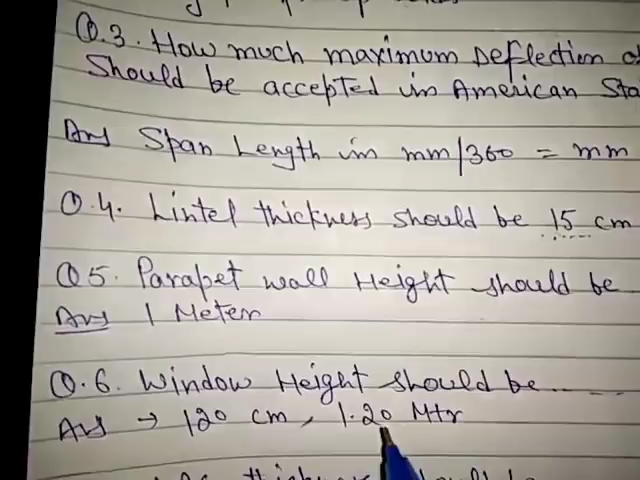 Q.3. How much maximum Deflection
Should be accepted in American
Ans Span Length in mm/360 = mm
Q.4. Lintel thickness should be 15 cm
Q5. Parapet wall Height should be
Ans 1 Meter
Q.6. Window Height should be.....
Ans → 120 cm, 1.20 Mtr